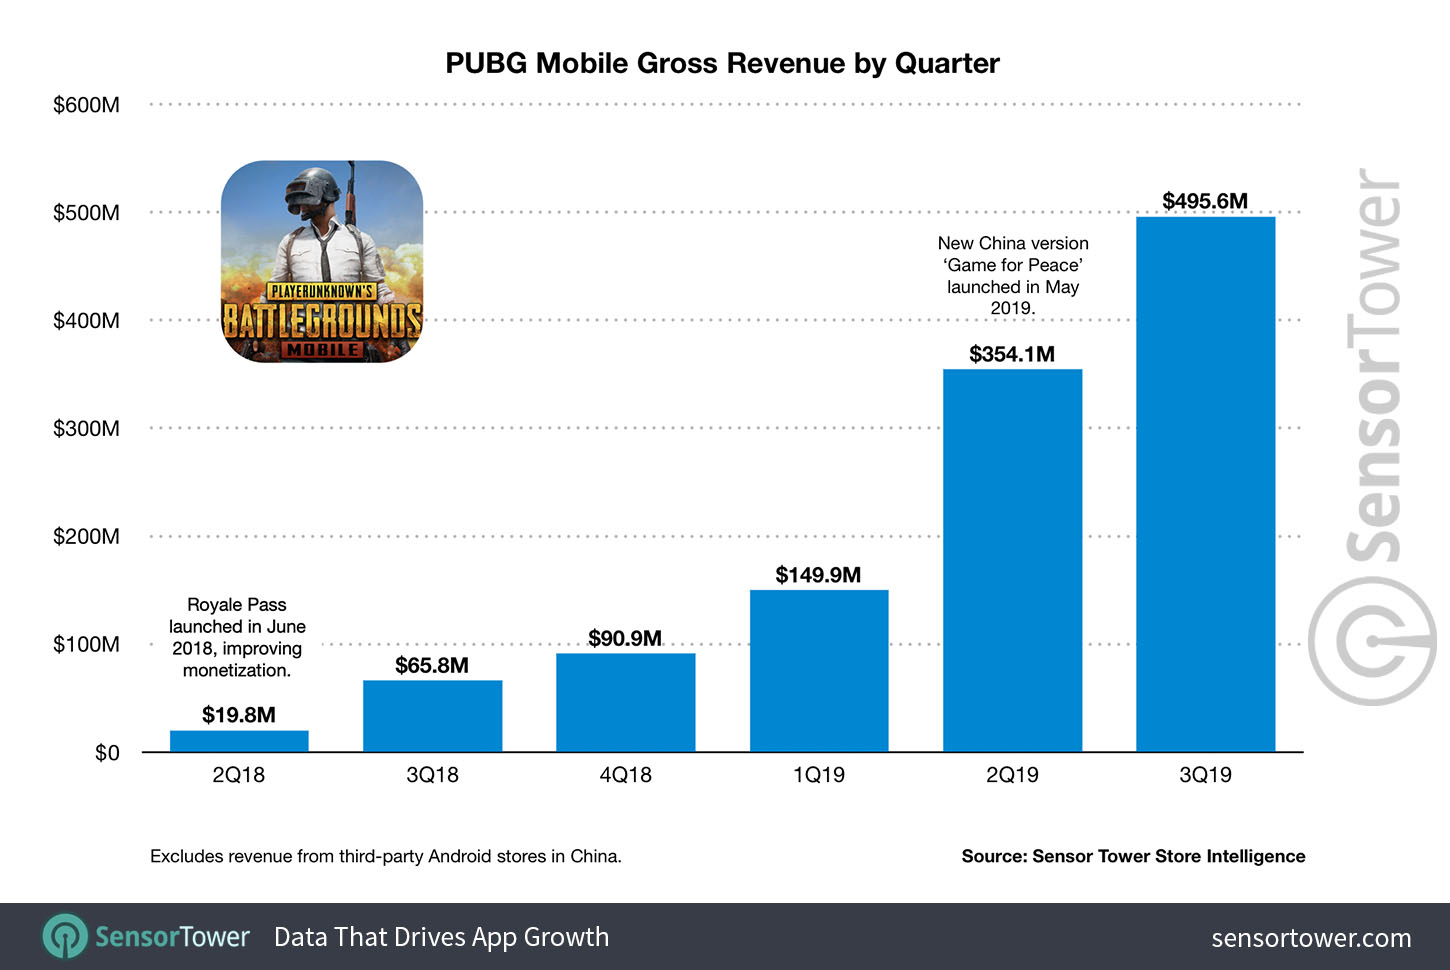 PUBG Mobile Gross Revenue by Quarter
$600M
$500M
$400M
$300M
$200M
$100M
$0
PLAYERUNKNOWN'S
BATTLEGROUNDS
MOBILE
Royale Pass
launched in June
2018, improving
monetization.
New China version
‘Game for Peace’
launched in May
2019.
$19.8M
$65.8M
$90.9M
$149.9M
$354.1M
$495.6M
2Q18
3Q18
4Q18
1Q19
2Q19
3Q19
SensorTower
Excludes revenue from third-party Android stores in China.
Source: Sensor Tower Store Intelligence
SensorTower
Data That Drives App Growth
sensortower.com